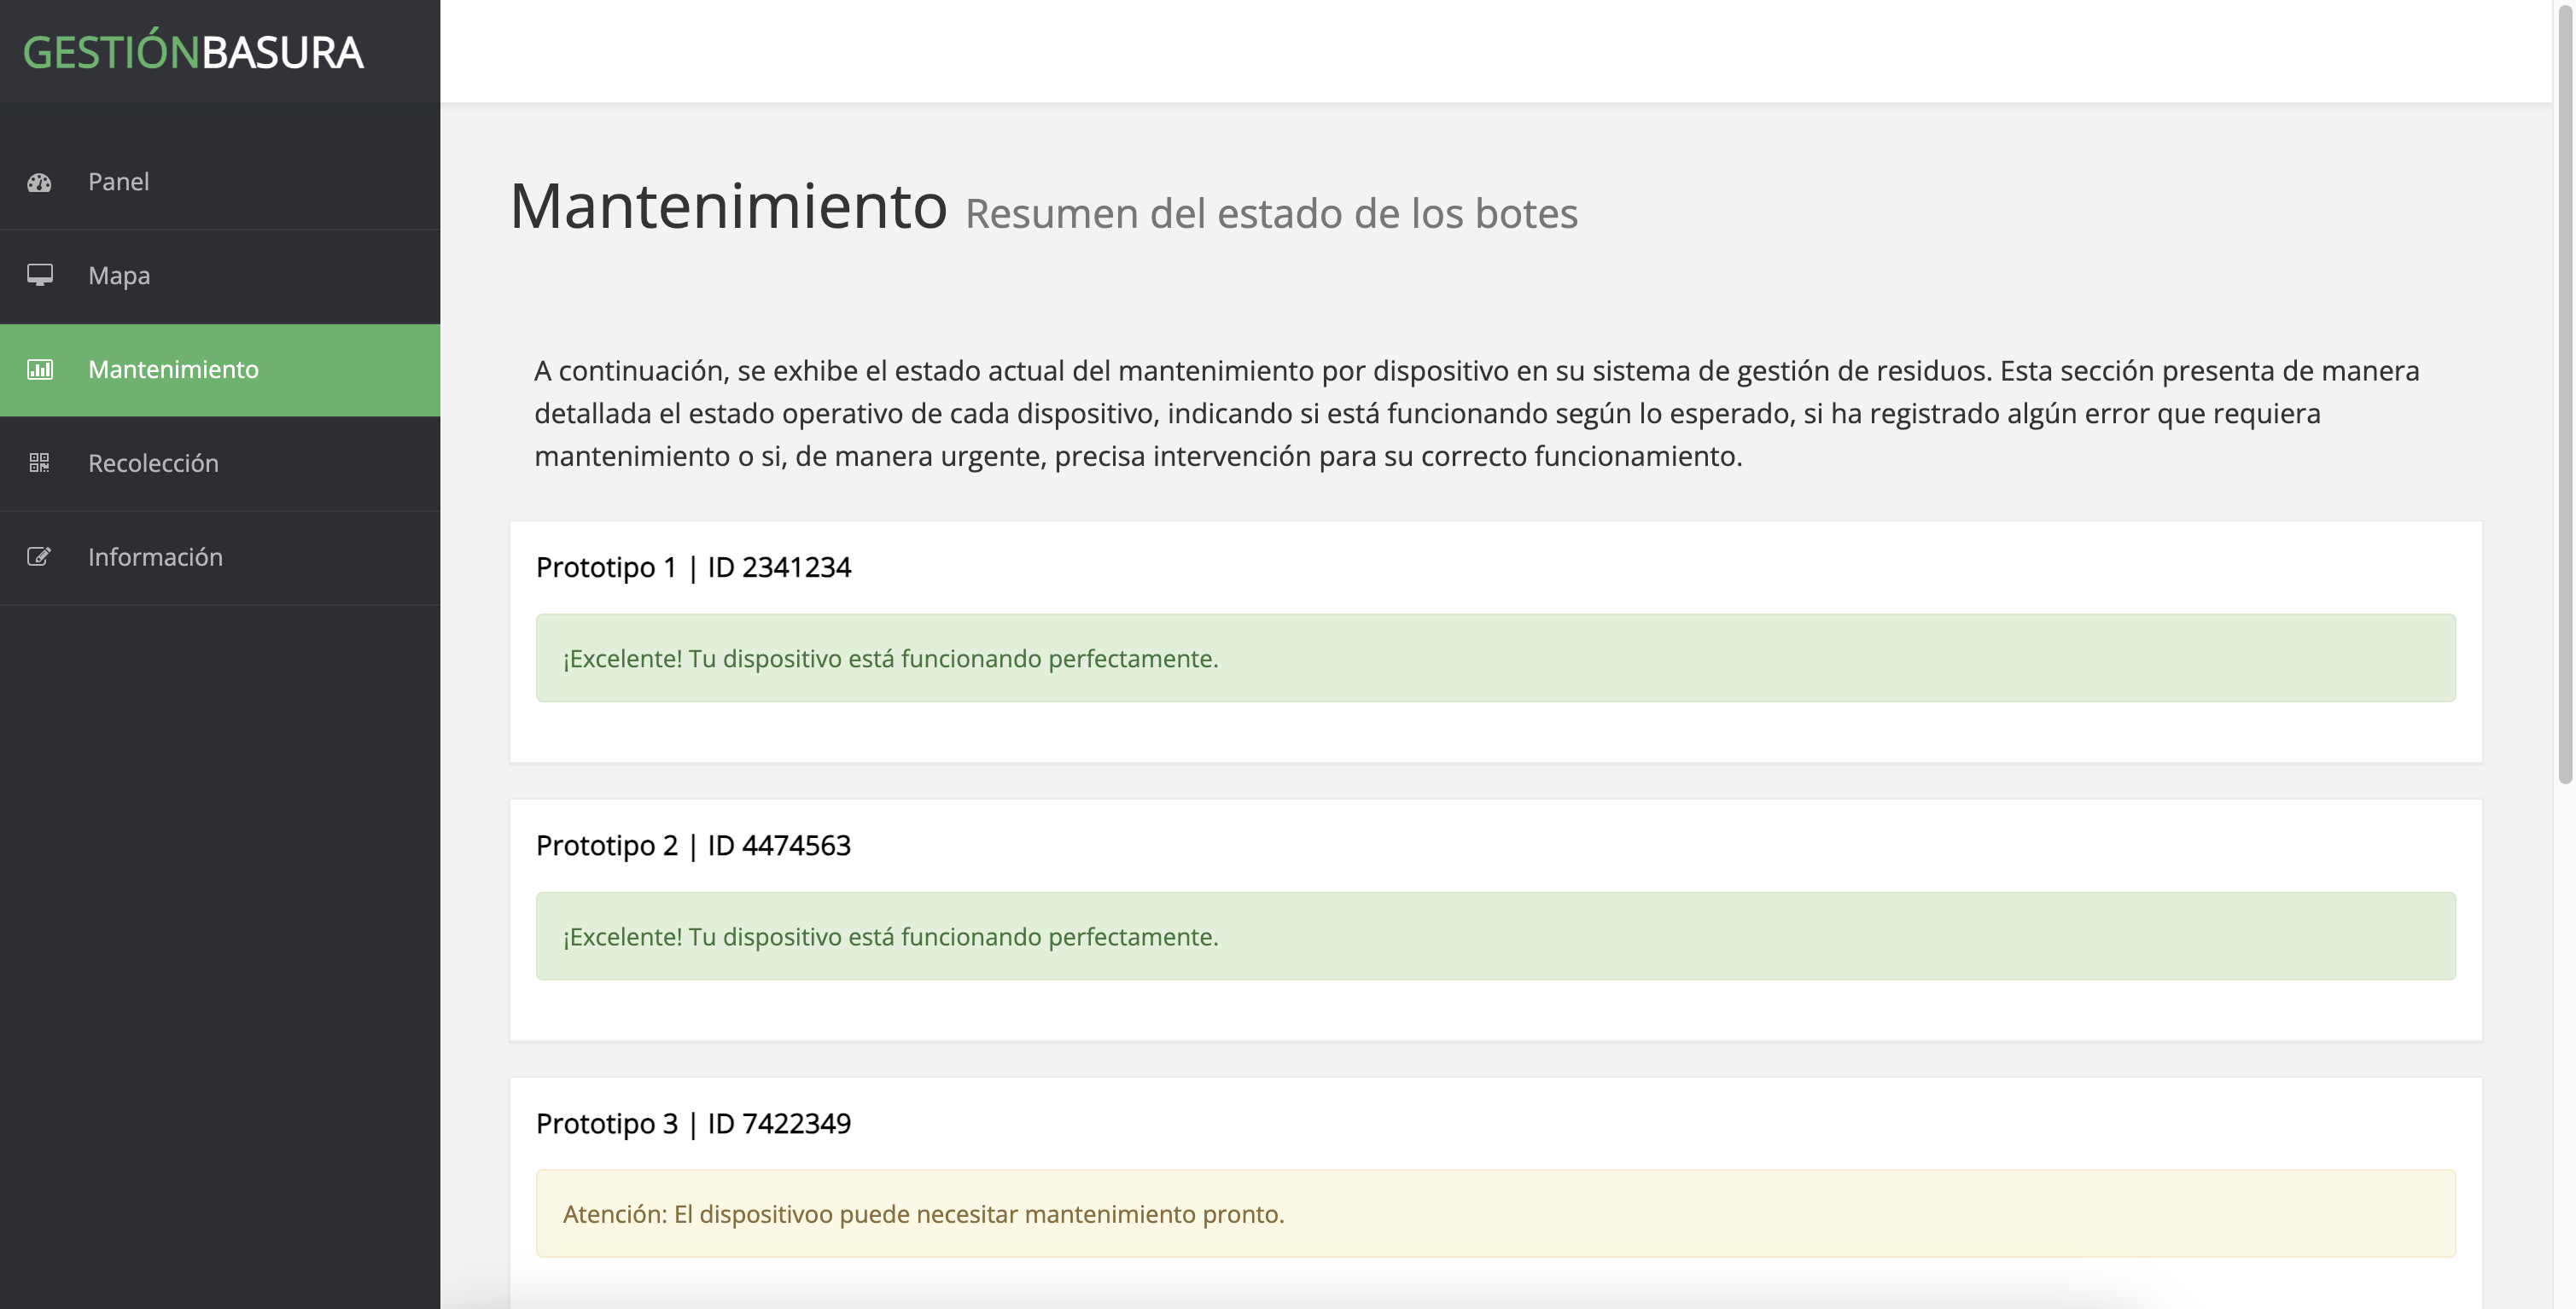 GESTIÓNBASURA
Panel
Mapa
Mantenimiento
Recolección
Información
Mantenimiento Resumen del estado de los botes
A continuación, se exhibe el estado actual del mantenimiento por dispositivo en su sistema de gestión de residuos. Esta sección presenta de manera
detallada el estado operativo de cada dispositivo, indicando si está funcionando según lo esperado, si ha registrado algún error que requiera
mantenimiento o si, de manera urgente, precisa intervención para su correcto funcionamiento.
Prototipo 1 | ID 2341234
¡Excelente! Tu dispositivo está funcionando perfectamente.
Prototipo 2 | ID 4474563
¡Excelente! Tu dispositivo está funcionando perfectamente.
Prototipo 3 | ID 7422349
Atención: El dispositivoo puede necesitar mantenimiento pronto.